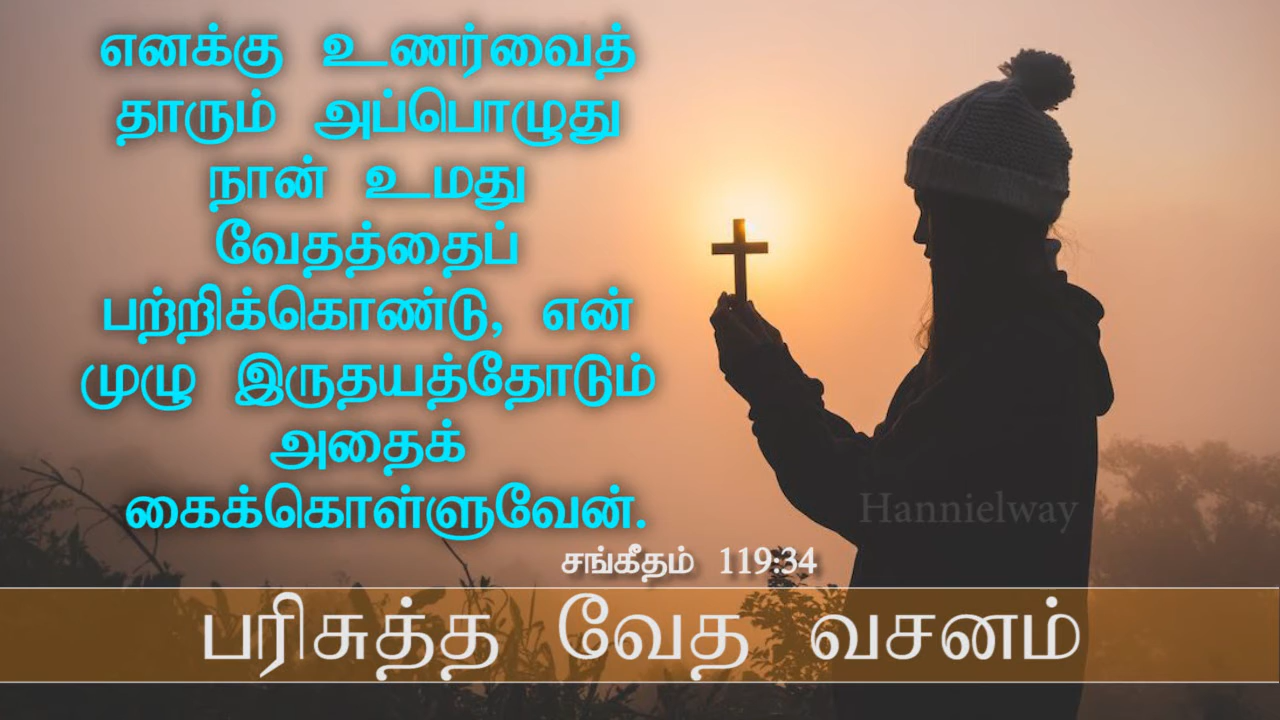 எனக்கு உணர்வைத்
தாரும் அப்பொழுது
நான் உமது
வேதத்தைப்
பற்றிக்கொண்டு, என்
முழு இருதயத்தோடும்
அதைக்
கைக்கொள்ளுவேன்.
Hannielway
சங்கீதம் 119:34
பரிசுத்த வேத வசனம்